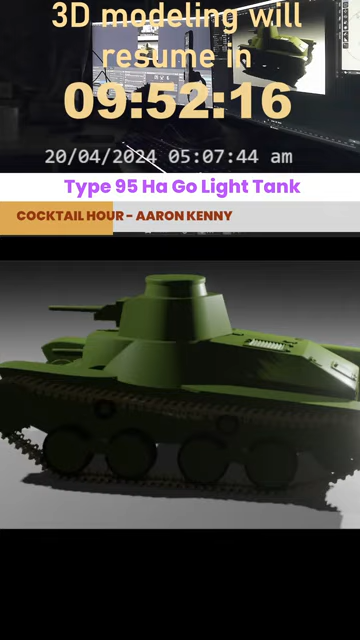 3D modeling will
resume in
09:52:16
20/04/2024 05:07:44 am
Type 95 Ha Go Light Tank
COCKTAIL HOUR - AARON KENNY